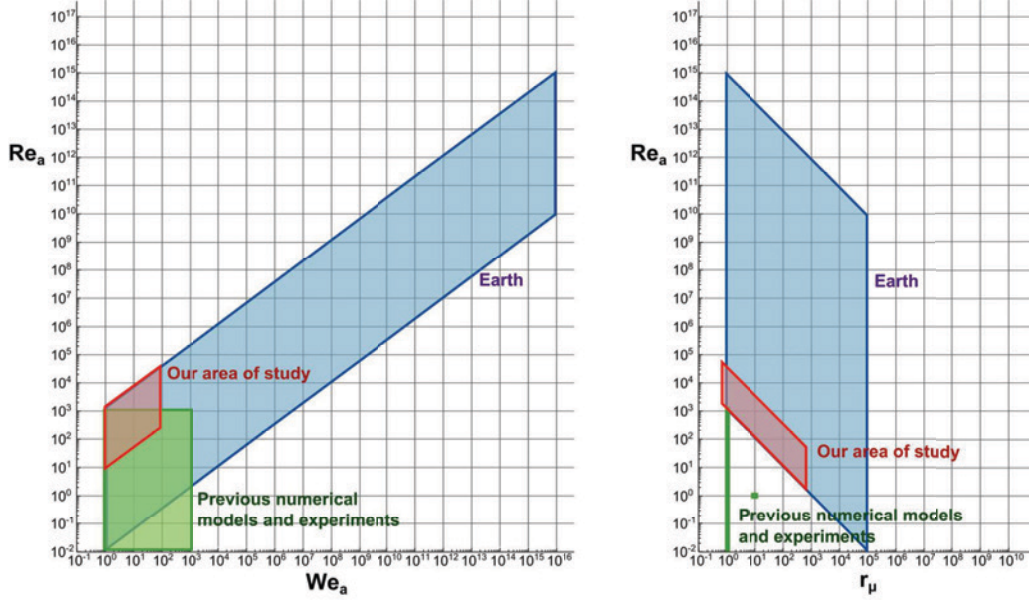 10¹⁷
10¹⁶
10¹⁵
10¹⁴
10¹³
10¹²
10¹¹
10¹⁰
10⁹
10⁸
10⁷
10⁶
10⁵
10⁴
10³
10²
10¹
10⁰
10⁻¹
10⁻²
Reₐ
Earth
Our area of study
Previous numerical
models and experiments
10⁻¹ 10⁰ 10¹ 10² 10³ 10⁴ 10⁵ 10⁶ 10⁷ 10⁸ 10⁹ 10¹⁰ 10¹¹ 10¹² 10¹³ 10¹⁴ 10¹⁵ 10¹⁶
Weₐ
10¹⁷
10¹⁶
10¹⁵
10¹⁴
10¹³
10¹²
10¹¹
10¹⁰
10⁹
10⁸
10⁷
10⁶
10⁵
10⁴
10³
10²
10¹
10⁰
10⁻¹
10⁻²
Reₐ
Earth
Our area of study
Previous numerical models
and experiments
10⁻¹ 10⁰ 10¹ 10² 10³ 10⁴ 10⁵ 10⁶ 10⁷ 10⁸ 10⁹ 10¹⁰
rμ